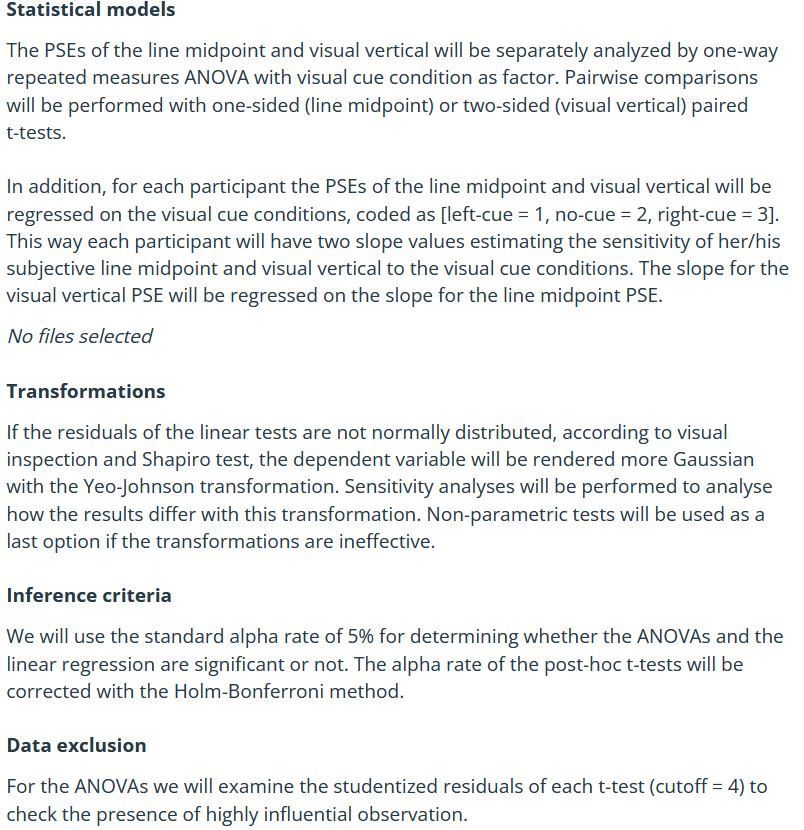 Statistical models
The PSEs of the line midpoint and visual vertical will be separately analyzed by one-way
repeated measures ANOVA with visual cue condition as factor. Pairwise comparisons
will be performed with one-sided (line midpoint) or two-sided (visual vertical) paired
t-tests.
In addition, for each participant the PSEs of the line midpoint and visual vertical will be
regressed on the visual cue conditions, coded as [left-cue = 1, no-cue = 2, right-cue = 3].
This way each participant will have two slope values estimating the sensitivity of her/his
subjective line midpoint and visual vertical to the visual cue conditions. The slope for the
visual vertical PSE will be regressed on the slope for the line midpoint PSE.
No files selected
Transformations
If the residuals of the linear tests are not normally distributed, according to visual
inspection and Shapiro test, the dependent variable will be rendered more Gaussian
with the Yeo-Johnson transformation. Sensitivity analyses will be performed to analyse
how the results differ with this transformation. Non-parametric tests will be used as a
last option if the transformations are ineffective.
Inference criteria
We will use the standard alpha rate of 5% for determining whether the ANOVAs and the
linear regression are significant or not. The alpha rate of the post-hoc t-tests will be
corrected with the Holm-Bonferroni method.
Data exclusion
For the ANOVAs we will examine the studentized residuals of each t-test (cutoff = 4) to
check the presence of highly influential observation.